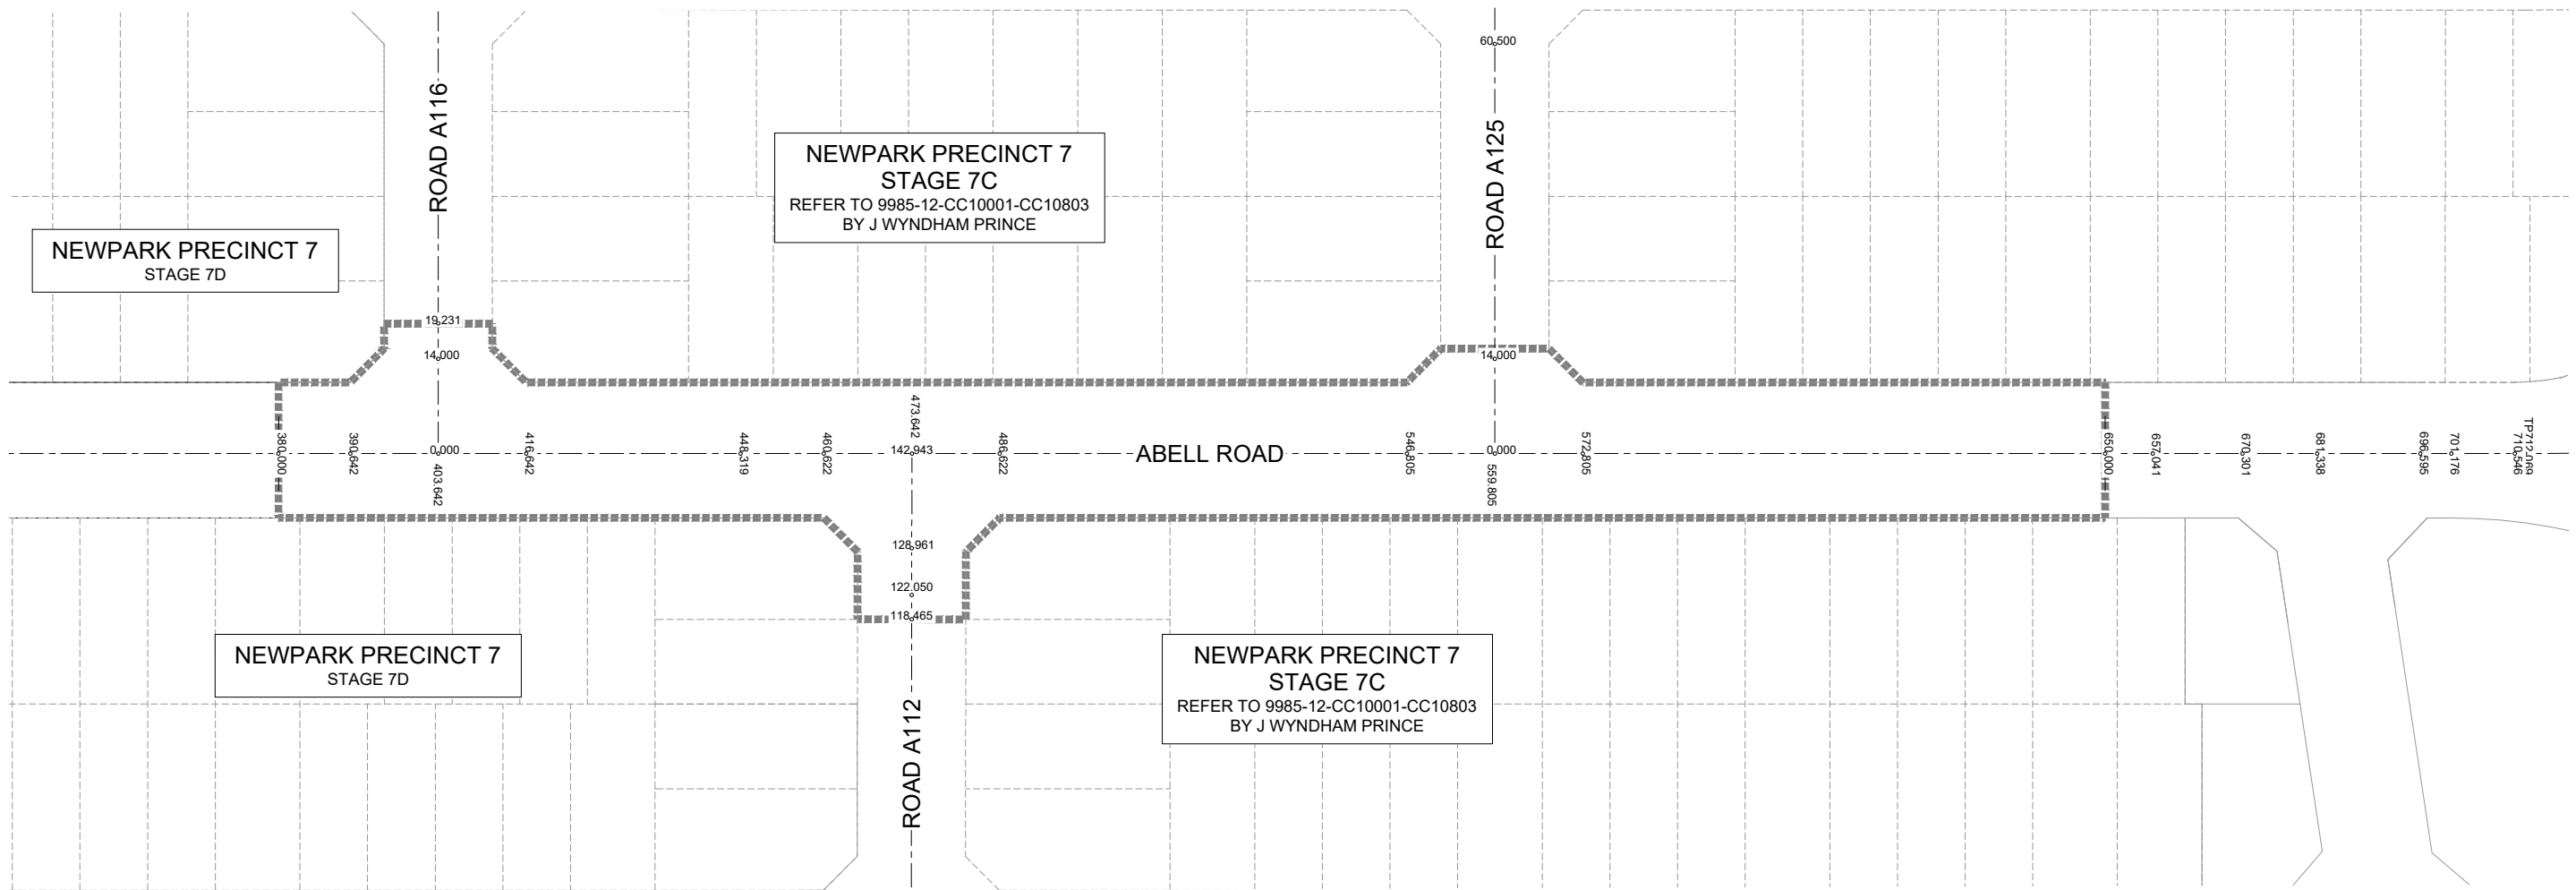 60.500
ROAD A116
ROAD A125
NEWPARK PRECINCT 7
STAGE 7C
REFER TO 9985-12-CC10001-CC10803
BY J WYNDHAM PRINCE
NEWPARK PRECINCT 7
STAGE 7D
19.231
14.000
14.000
380.000
390.642
0.000
403.642
416.642
448.319
460.622
473.642
142.943
486.622
ABELL ROAD
546.805
0.000
559.805
572.805
650.000
657.041
670.301
681.338
696.595
701.176
710.546
TP712.069
128.961
122.050
118.465
NEWPARK PRECINCT 7
STAGE 7D
ROAD A112
NEWPARK PRECINCT 7
STAGE 7C
REFER TO 9985-12-CC10001-CC10803
BY J WYNDHAM PRINCE